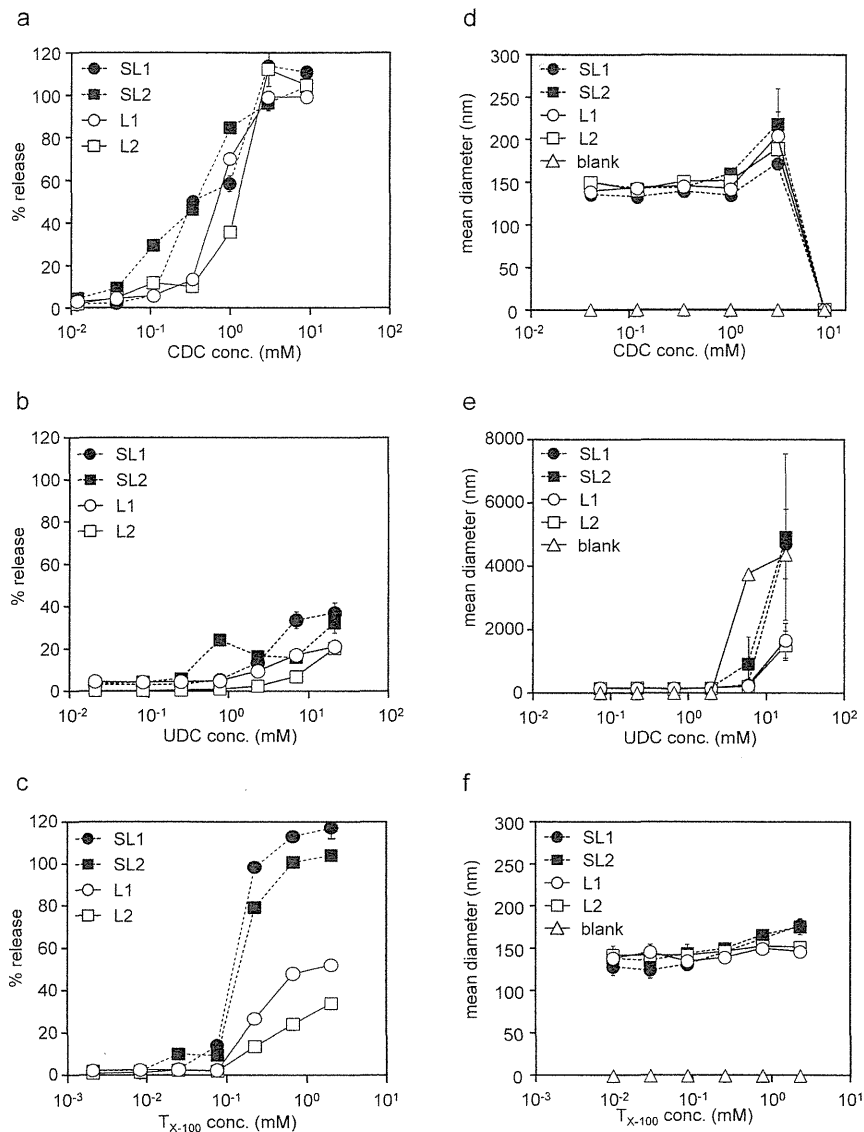 a
120
100
80
60
40
20
0
% release
SL1
SL2
L1
L2
10⁻² 10⁻¹ 10⁰ 10¹ 10²
CDC conc. (mM)
d
300
250
200
150
100
50
0
mean diameter (nm)
SL1
SL2
L1
L2
blank
10⁻² 10⁻¹ 10⁰ 10¹
CDC conc. (mM)
b
120
100
80
60
40
20
0
% release
SL1
SL2
L1
L2
10⁻² 10⁻¹ 10⁰ 10¹ 10²
UDC conc. (mM)
e
8000
6000
4000
2000
0
mean diameter (nm)
SL1
SL2
L1
L2
blank
10⁻² 10⁻¹ 10⁰ 10¹ 10²
UDC conc. (mM)
c
120
100
80
60
40
20
0
% release
SL1
SL2
L1
L2
10⁻³ 10⁻² 10⁻¹ 10⁰ 10¹
Tx-100 conc. (mM)
f
300
250
200
150
100
50
0
mean diameter (nm)
SL1
SL2
L1
L2
blank
10⁻³ 10⁻² 10⁻¹ 10⁰ 10¹
Tx-100 conc. (mM)